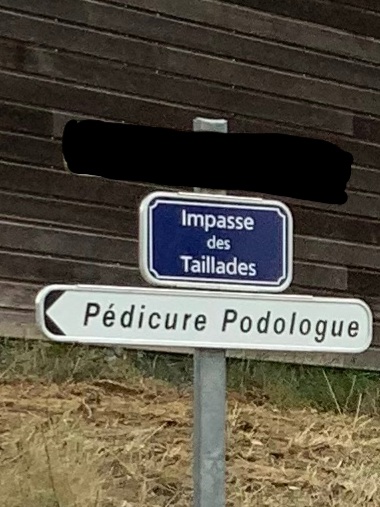 Impasse
des
Taillades
Pédicure Podologue